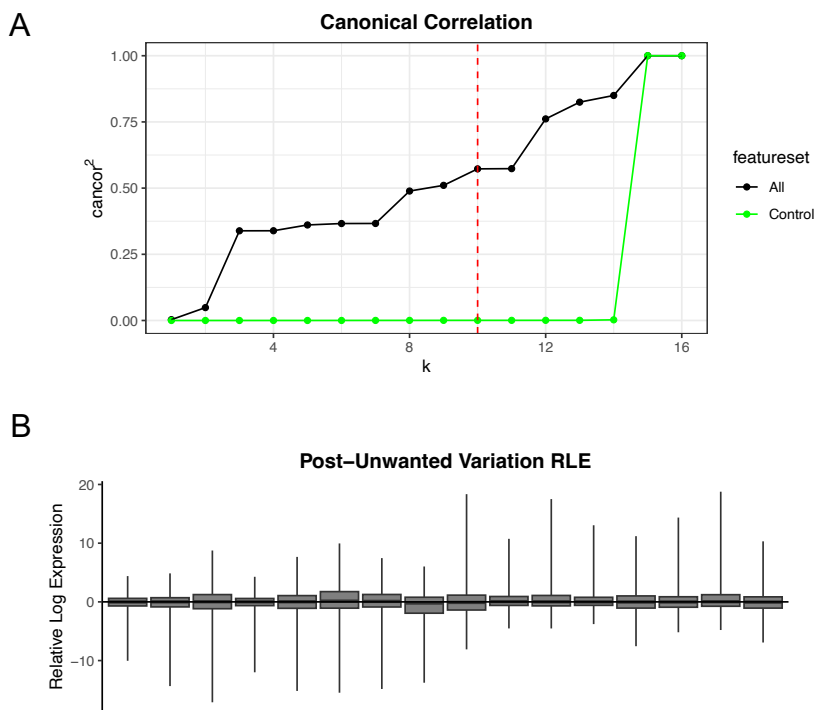 A
Canonical Correlation
cancor²
1.00
0.75
0.50
0.25
0.00
4 8 12 16
k
featureset
All
Control
B
Post−Unwanted Variation RLE
Relative Log Expression
20
10
0
−10